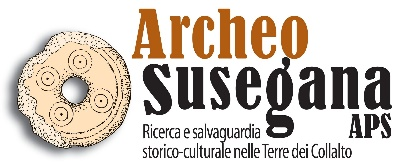 Archeo
Susegana
APS
Ricerca e salvaguardia
storico-culturale nelle Terre dei Collalto